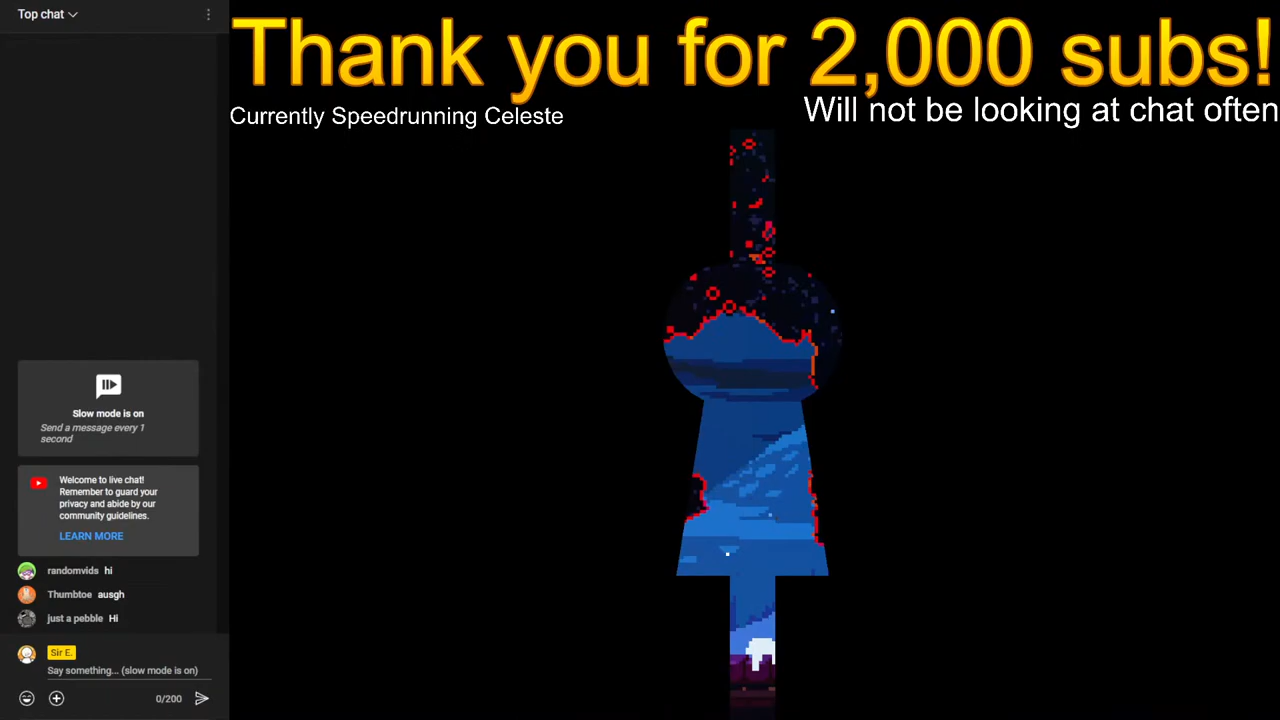 Top chat
Thank you for 2,000 subs!
Currently Speedrunning Celeste
Will not be looking at chat often
Slow mode is on
Send a message every 1
second
Welcome to live chat!
Remember to guard your
privacy and abide by our
community guidelines.
LEARN MORE
randomvids hi
Thumbtoe ausgh
just a pebble Hi
Sir E.
Say something... (slow mode is on)
0/200